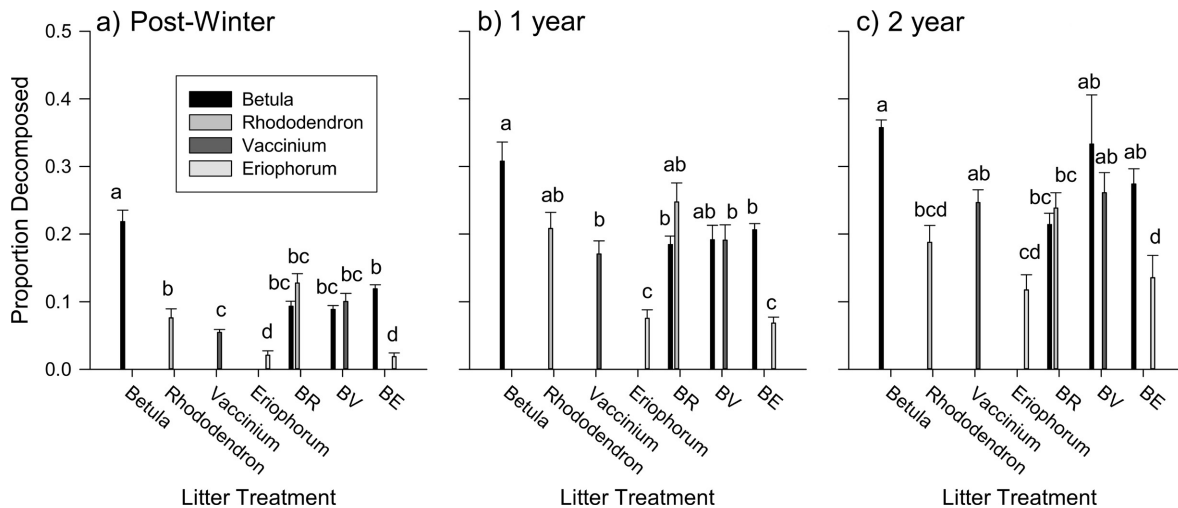 a) Post-Winter
b) 1 year
c) 2 year
Proportion Decomposed
0.5
0.4
0.3
0.2
0.1
0.0
Betula
Rhododendron
Vaccinium
Eriophorum
a
b
c
d
bc
bc
bc
bc
b
d
Betula
Rhododendron
Vaccinium
Eriophorum
BR
BV
BE
Litter Treatment
a
ab
b
c
b
ab
ab
b
b
c
Betula
Rhododendron
Vaccinium
Eriophorum
BR
BV
BE
Litter Treatment
a
bcd
ab
cd
bc
bc
ab
ab
ab
d
Betula
Rhododendron
Vaccinium
Eriophorum
BR
BV
BE
Litter Treatment